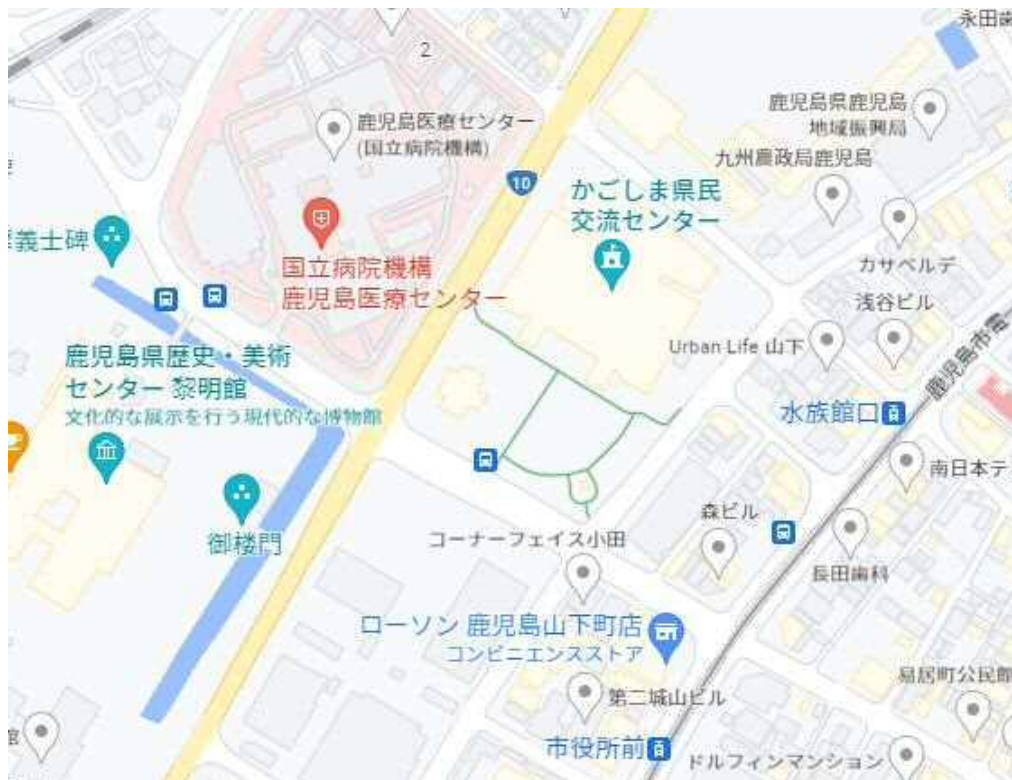 永田歯
2
鹿児島医療センター
(国立病院機構)
鹿児島県鹿児島
地域振興局
九州農政局鹿児島
10
かごしま県民
交流センター
義士碑
国立病院機構
鹿児島医療センター
カサベルデ
浅谷ビル
Urban Life 山下
鹿児島市電
鹿児島県歴史・美術
センター 黎明館
文化的な展示を行う現代的な博物館
水族館口
南日本テ
御楼門
森ビル
コーナーフェイス小田
長田歯科
ローソン 鹿児島山下町店
コンビニエンスストア
易居町公民館
第二城山ビル
館
市役所前
ドルフィンマンション